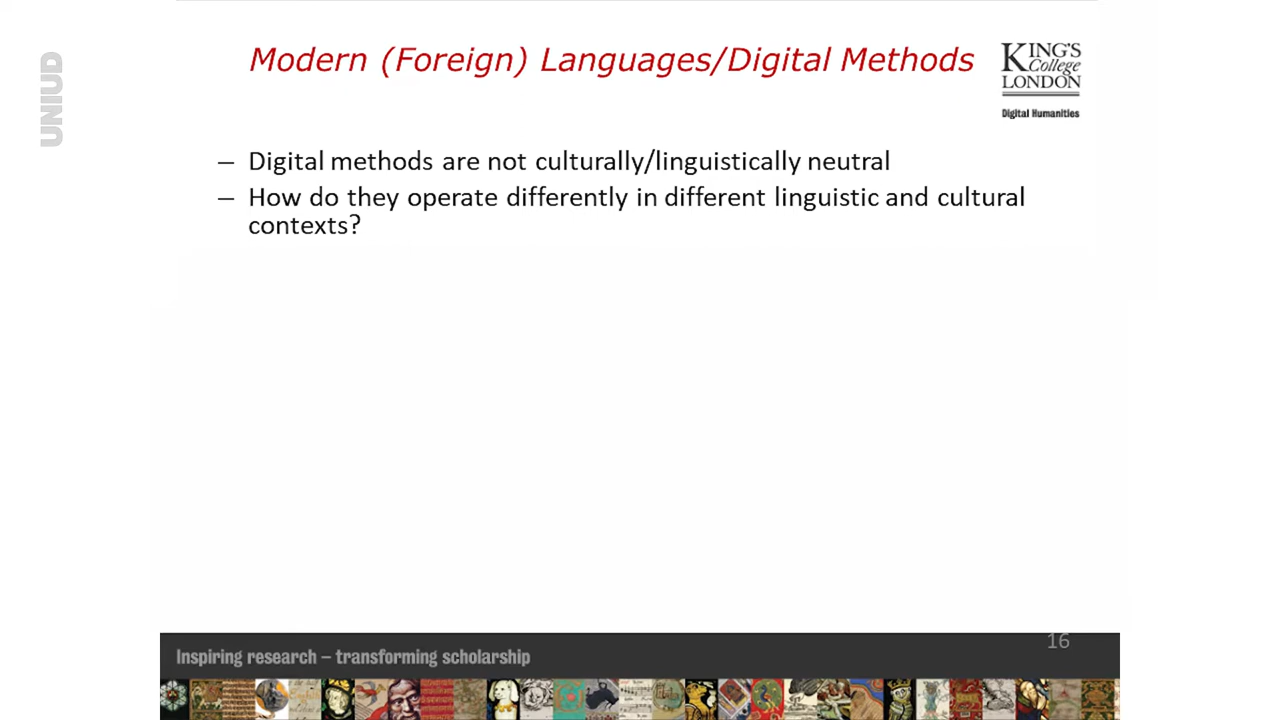 UNIUD
Modern (Foreign) Languages/Digital Methods
KING'S
College
LONDON
Digital Humanities
– Digital methods are not culturally/linguistically neutral
– How do they operate differently in different linguistic and cultural
contexts?
16
Inspiring research – transforming scholarship